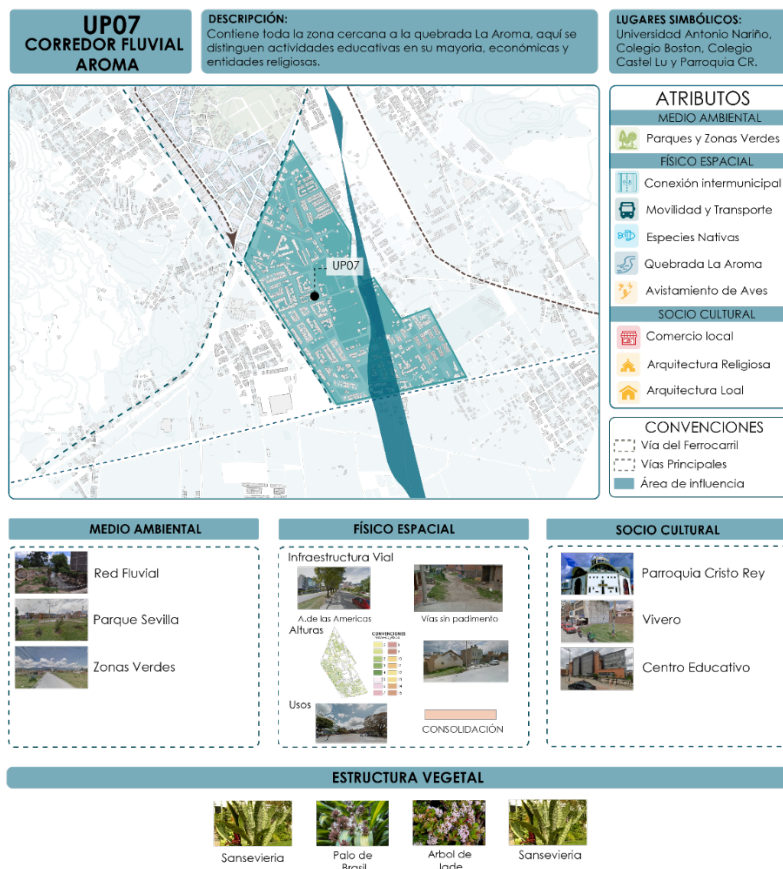 UP07
CORREDOR FLUVIAL
AROMA
DESCRIPCIÓN:
Contiene toda la zona cercana a la quebrada La Aroma, aquí se
distinguen actividades educativas en su mayoria, económicas y
entidades religiosas.
LUGARES SIMBÓLICOS:
Universidad Antonio Nariño,
Colegio Boston, Colegio
Castel Lu y Parroquia CR.
UP07
ATRIBUTOS
MEDIO AMBIENTAL
Parques y Zonas Verdes
FÍSICO ESPACIAL
Conexión intermunicipal
Movilidad y Transporte
Especies Nativas
Quebrada La Aroma
Avistamiento de Aves
SOCIO CULTURAL
Comercio local
Arquitectura Religiosa
Arquitectura Loal
CONVENCIONES
Vía del Ferrocarril
Vías Principales
Área de influencia
MEDIO AMBIENTAL
Red Fluvial
Parque Sevilla
Zonas Verdes
FÍSICO ESPACIAL
Infraestructura Vial
A.de las Americas
Vías sin padimento
Alturas
CONVENCIONES
Usos
CONSOLIDACIÓN
SOCIO CULTURAL
Parroquia Cristo Rey
Vivero
Centro Educativo
ESTRUCTURA VEGETAL
Sansevieria
Palo de
Brasil
Arbol de
Jade
Sansevieria